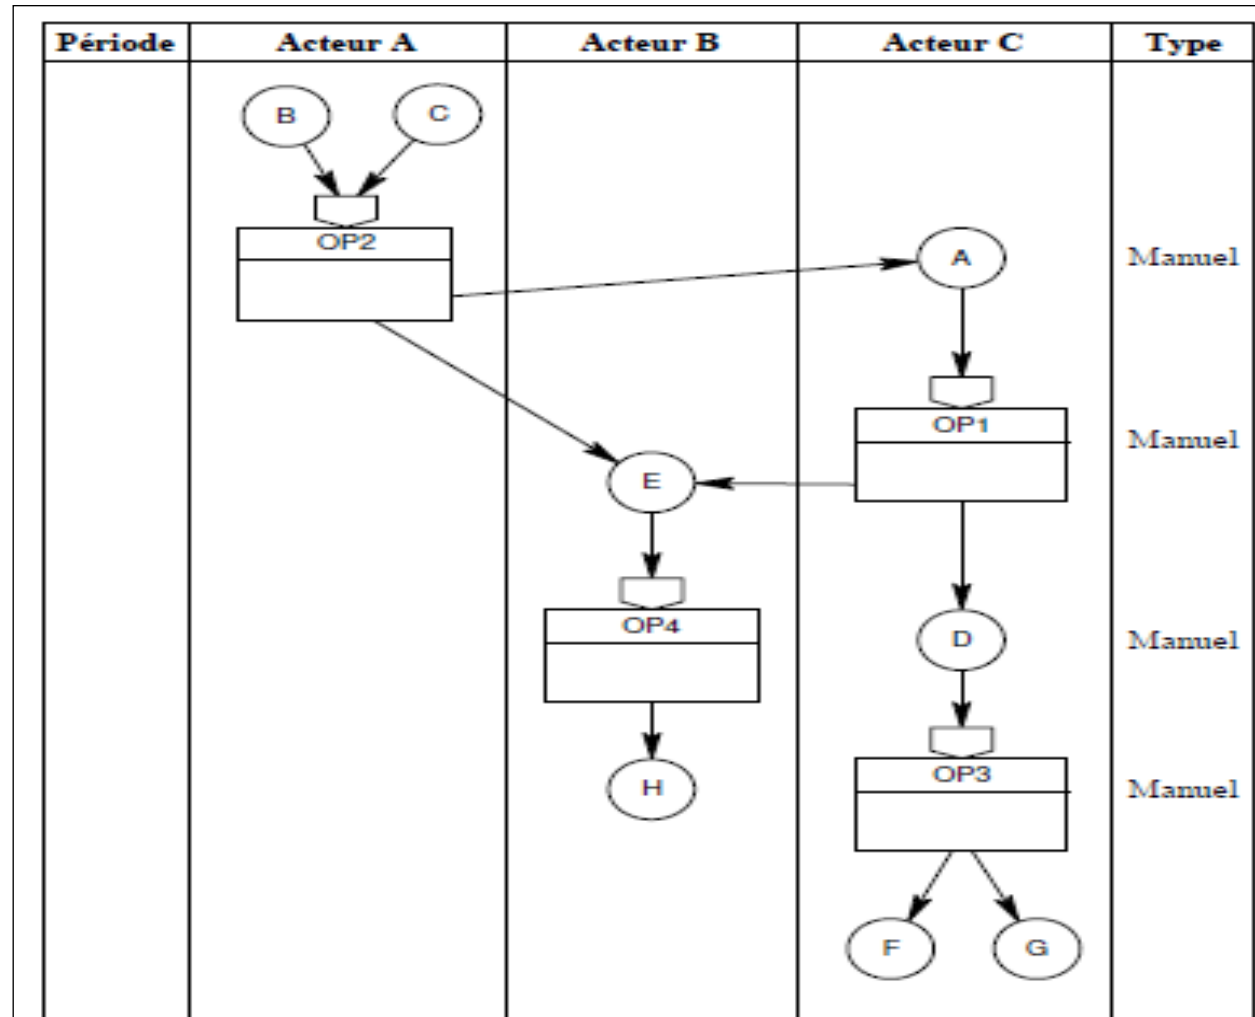 Période Acteur A Acteur B Acteur C Type
B C
OP2
A Manuel
OP1
Manuel
E
OP4
D Manuel
H
OP3
Manuel
F G